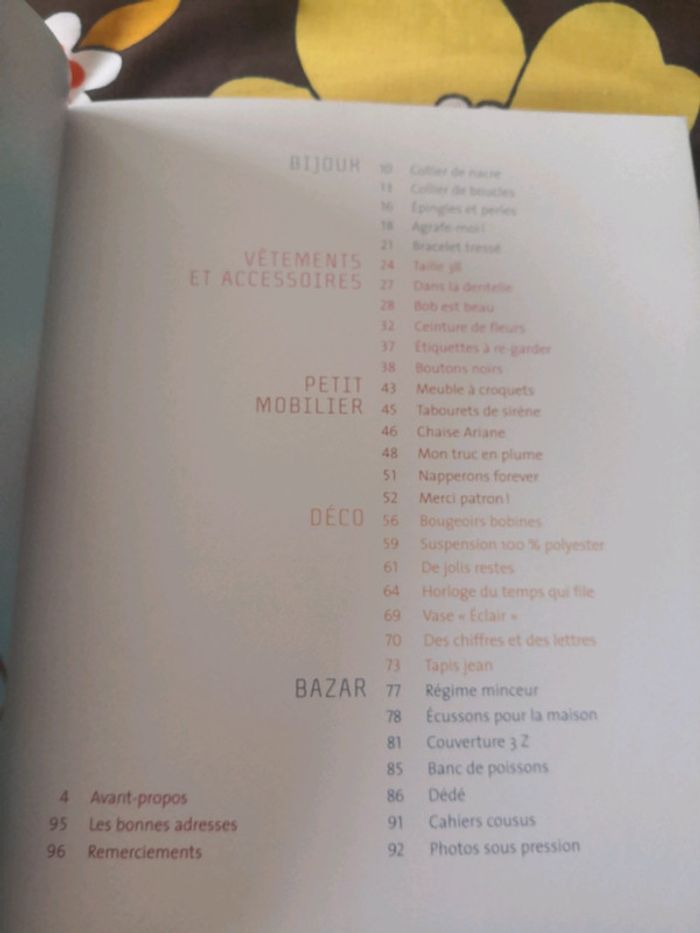 BIJOUX
10 Collier de nacre
13 Collier de boucles
16 Épingles et perles
18 Agrafe-moi !
21 Bracelet tressé
VÊTEMENTS
ET ACCESSOIRES
24 Taille 38
27 Dans la dentelle
28 Bob est beau
32 Ceinture de fleurs
37 Étiquettes à re-garder
38 Boutons noirs
PETIT
MOBILIER
43 Meuble à croquets
45 Tabourets de sirène
46 Chaise Ariane
48 Mon truc en plume
51 Napperons forever
52 Merci patron !
DÉCO
56 Bougeoirs bobines
59 Suspension 100 % polyester
61 De jolis restes
64 Horloge du temps qui file
69 Vase « Éclair »
70 Des chiffres et des lettres
73 Tapis jean
BAZAR
77 Régime minceur
78 Écussons pour la maison
81 Couverture 3 Z
85 Banc de poissons
86 Dédé
91 Cahiers cousus
92 Photos sous pression
4 Avant-propos
95 Les bonnes adresses
96 Remerciements